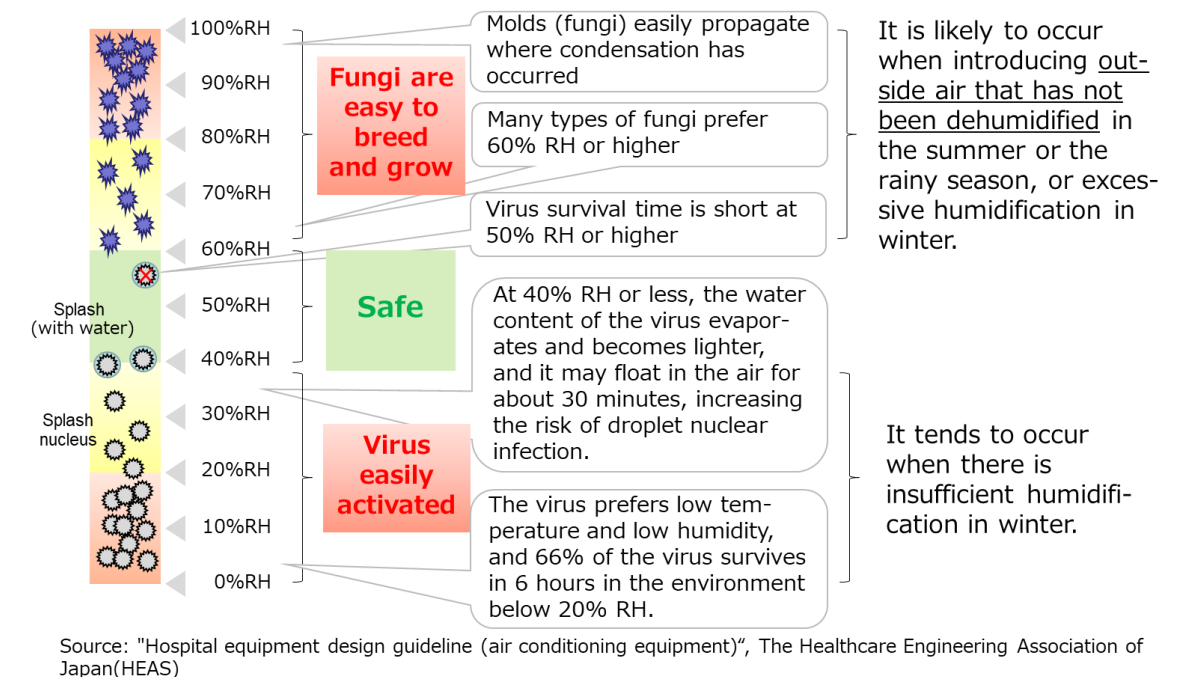 100%RH
90%RH
80%RH
70%RH
60%RH
50%RH
40%RH
30%RH
20%RH
10%RH
0%RH
Splash
(with water)
Splash
nucleus
Fungi are
easy to
breed
and grow
Safe
Virus
easily
activated
Molds (fungi) easily propagate
where condensation has
occurred
Many types of fungi prefer
60% RH or higher
Virus survival time is short at
50% RH or higher
At 40% RH or less, the water
content of the virus evapor-
ates and becomes lighter,
and it may float in the air for
about 30 minutes, increasing
the risk of droplet nuclear
infection.
The virus prefers low tem-
perature and low humidity,
and 66% of the virus survives
in 6 hours in the environment
below 20% RH.
It is likely to occur
when introducing out-
side air that has not
been dehumidified in
the summer or the
rainy season, or exces-
sive humidification in
winter.
It tends to occur
when there is
insufficient humidifi-
cation in winter.
Source: "Hospital equipment design guideline (air conditioning equipment)“, The Healthcare Engineering Association of
Japan(HEAS)